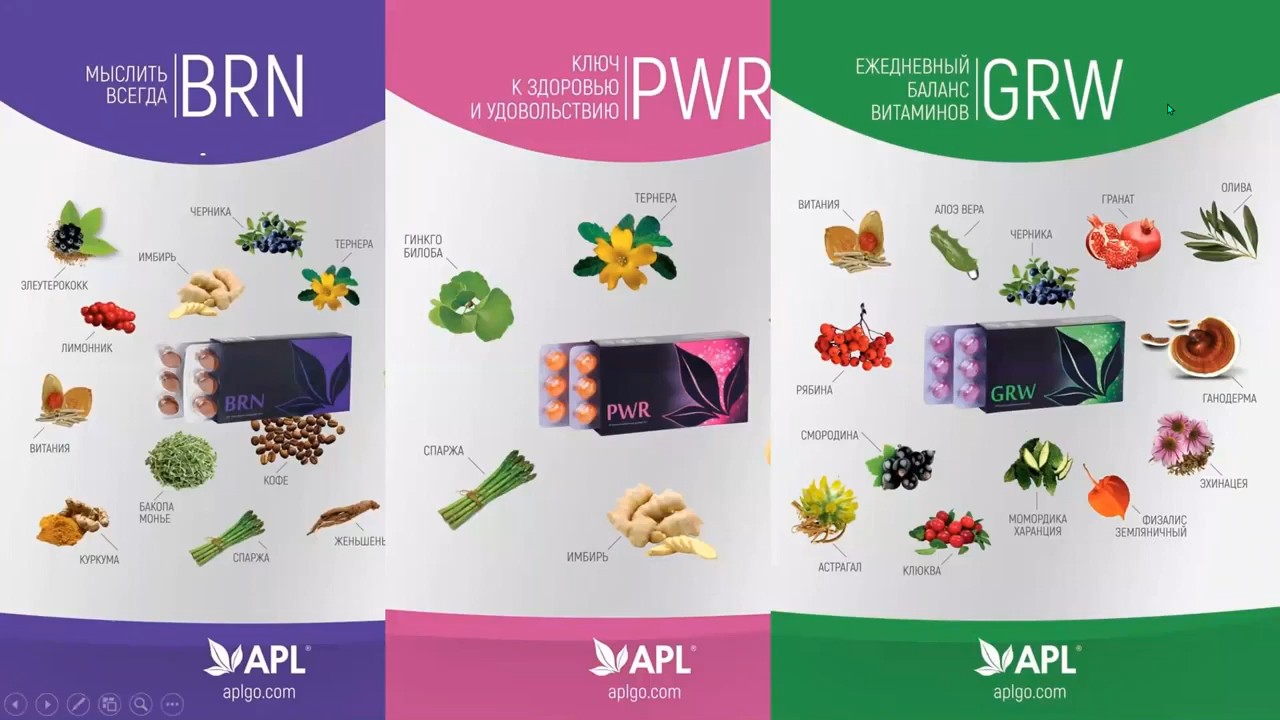 МЫСЛИТЬ
ВСЕГДА
BRN
ЧЕРНИКА
ТЕРНЕРА
ИМБИРЬ
ЭЛЕУТЕРОКОКК
ЛИМОННИК
BRN
ВИТАНИЯ
КОФЕ
БАКОПА
МОНЬЕ
КУРКУМА
СПАРЖА
ЖЕНЬШЕНЬ
APL®
aplgo.com
КЛЮЧ
К ЗДОРОВЬЮ
И УДОВОЛЬСТВИЮ
PWR
ТЕРНЕРА
ГИНКГО
БИЛОБА
PWR
СПАРЖА
ИМБИРЬ
APL®
aplgo.com
ЕЖЕДНЕВНЫЙ
БАЛАНС
ВИТАМИНОВ
GRW
ОЛИВА
ГРАНАТ
ВИТАНИЯ
АЛОЭ ВЕРА
ЧЕРНИКА
РЯБИНА
GRW
ГАНОДЕРМА
СМОРОДИНА
ЭХИНАЦЕЯ
МОМОРДИКА
ХАРАНЦИЯ
ФИЗАЛИС
ЗЕМЛЯНИЧНЫЙ
АСТРАГАЛ
КЛЮКВА
APL®
aplgo.com